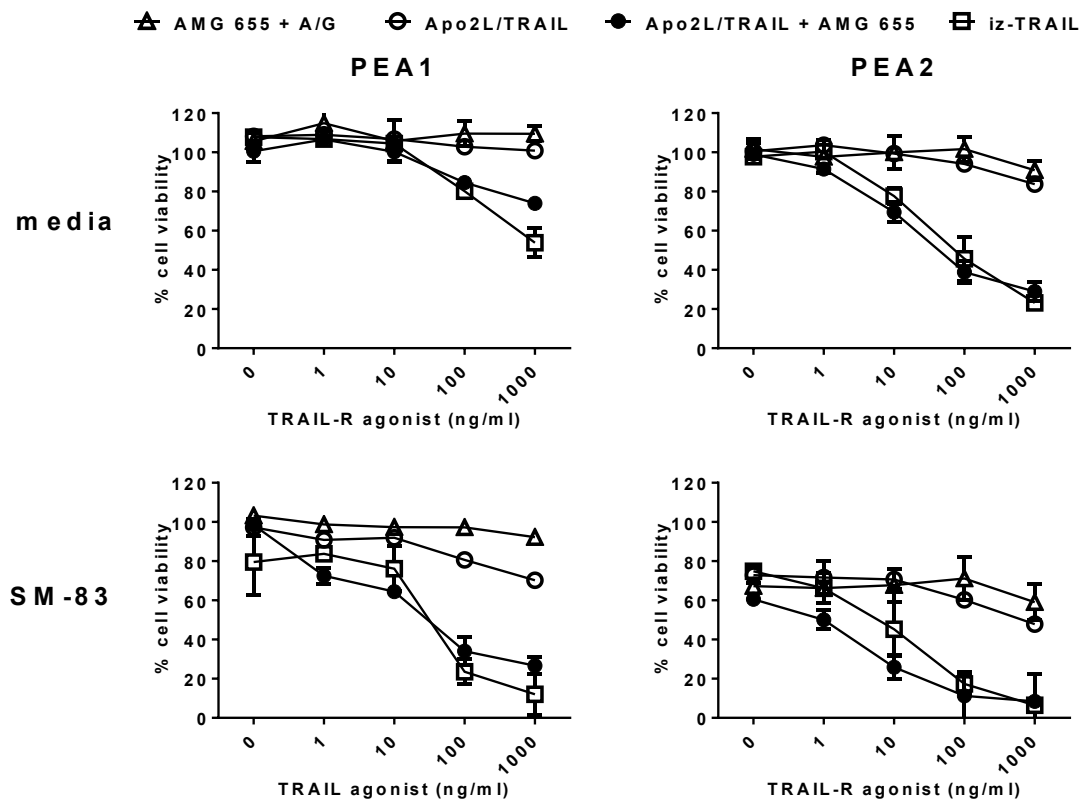 AMG 655 + A/G Apo2L/TRAIL Apo2L/TRAIL + AMG 655 iz-TRAIL
PEA1 PEA2
media
% cell viability
120
100
80
60
40
20
0
0 1 10 100 1000
TRAIL-R agonist (ng/ml)
% cell viability
120
100
80
60
40
20
0
0 1 10 100 1000
TRAIL-R agonist (ng/ml)
SM-83
% cell viability
120
100
80
60
40
20
0
0 1 10 100 1000
TRAIL agonist (ng/ml)
% cell viability
120
100
80
60
40
20
0
0 1 10 100 1000
TRAIL-R agonist (ng/ml)